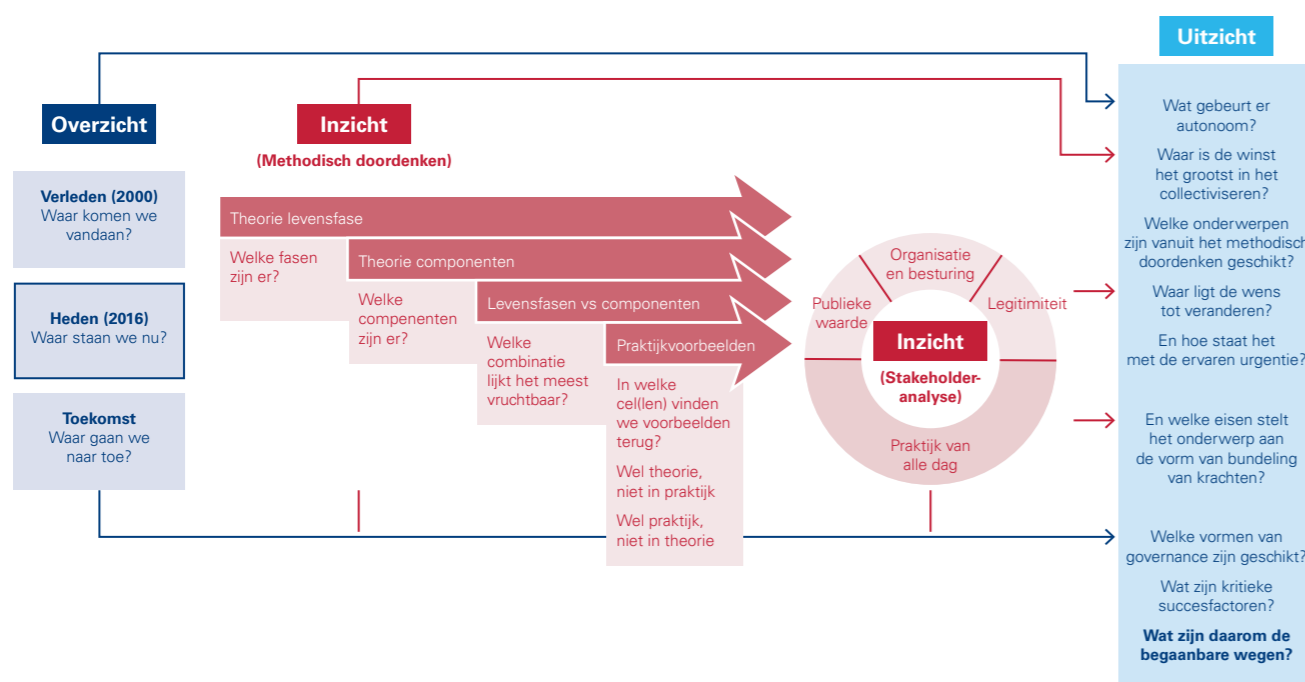 Overzicht
Verleden (2000)
Waar komen we
vandaan?
Heden (2016)
Waar staan we nu?
Toekomst
Waar gaan we
naar toe?
Inzicht
(Methodisch doordenken)
Theorie levensfase
Welke fasen
zijn er?
Theorie componenten
Welke
compenenten
zijn er?
Levensfasen vs componenten
Welke
combinatie
lijkt het meest
vruchtbaar?
Praktijkvoorbeelden
In welke
cel(len) vinden
we voorbeelden
terug?
Wel theorie,
niet in praktijk
Wel praktijk,
niet in theorie
Organisatie
en besturing
Publieke
waarde
Legitimiteit
Inzicht
(Stakeholder-
analyse)
Praktijk van
alle dag
Uitzicht
Wat gebeurt er
autonoom?
Waar is de winst
het grootst in het
collectiviseren?
Welke onderwerpen
zijn vanuit het methodisch
doordenken geschikt?
Waar ligt de wens
tot veranderen?
En hoe staat het
met de ervaren urgentie?
En welke eisen stelt
het onderwerp aan
de vorm van bundeling
van krachten?
Welke vormen van
governance zijn geschikt?
Wat zijn kritieke
succesfactoren?
Wat zijn daarom de
begaanbare wegen?